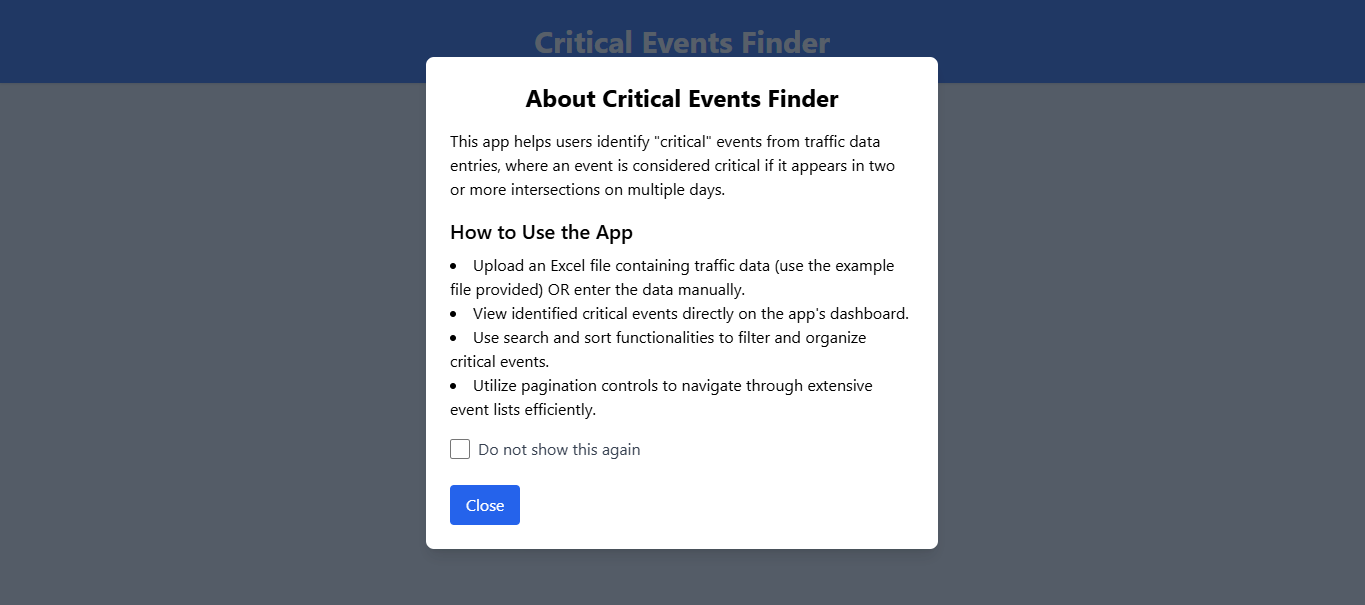 Critical Events Finder
About Critical Events Finder
This app helps users identify "critical" events from traffic data
entries, where an event is considered critical if it appears in two
or more intersections on multiple days.
How to Use the App
• Upload an Excel file containing traffic data (use the example
file provided) OR enter the data manually.
• View identified critical events directly on the app's dashboard.
• Use search and sort functionalities to filter and organize
critical events.
• Utilize pagination controls to navigate through extensive
event lists efficiently.
Do not show this again
Close